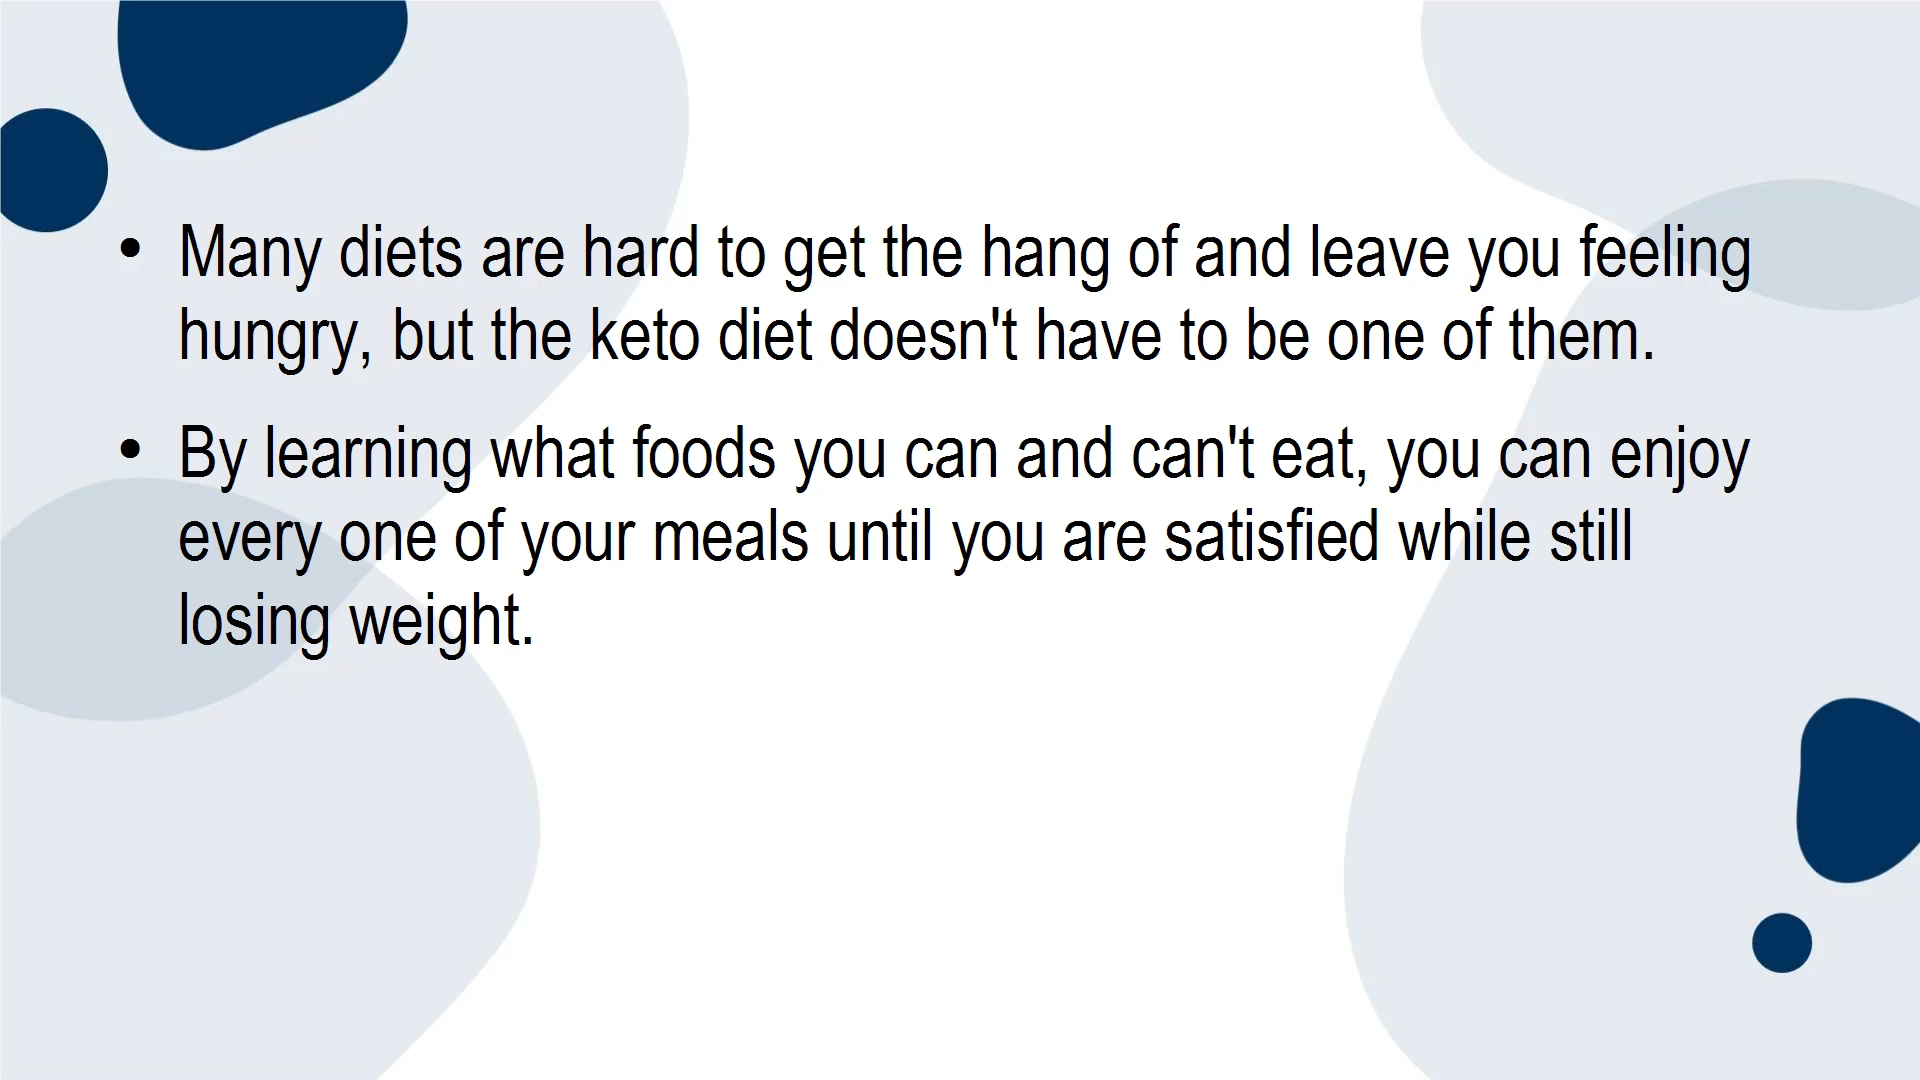 • Many diets are hard to get the hang of and leave you feeling
hungry, but the keto diet doesn't have to be one of them.
• By learning what foods you can and can't eat, you can enjoy
every one of your meals until you are satisfied while still
losing weight.